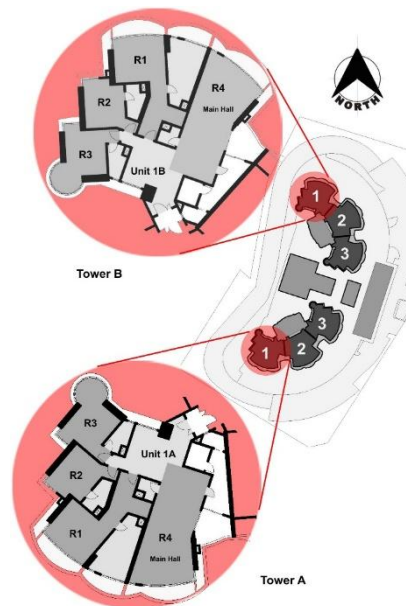 R1
R4
Main Hall
R2
R3
Unit 1B
NORTH
Tower B
1
2
3
3
1
2
R3
Unit 1A
R2
R1
R4
Main Hall
Tower A